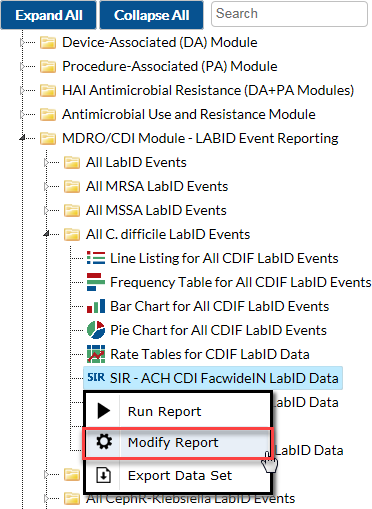 Expand All Collapse All Search
Device-Associated (DA) Module
Procedure-Associated (PA) Module
HAI Antimicrobial Resistance (DA+PA Modules)
Antimicrobial Use and Resistance Module
MDRO/CDI Module - LABID Event Reporting
All LabID Events
All MRSA LabID Events
All MSSA LabID Events
All C. difficile LabID Events
Line Listing for All CDIF LabID Events
Frequency Table for All CDIF LabID Events
Bar Chart for All CDIF LabID Events
Pie Chart for All CDIF LabID Events
Rate Tables for CDIF LabID Data
SIR SIR - ACH CDI FacwideIN LabID Data
LabID Data
Run Report
Modify Report
LabID Data
Export Data Set
All CephR-Klebsiella LabID Events